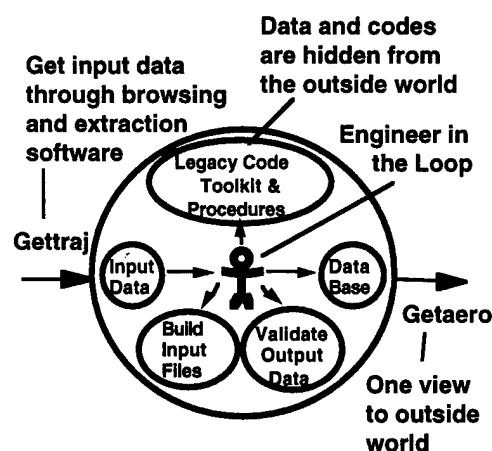 Data and codes
are hidden from
the outside world
Get input data
through browsing
and extraction
software
Engineer in
the Loop
Legacy Code
Toolkit &
Procedures
Gettraj
Input
Data
Data
Base
Getaero
Build
Input
Files
Validate
Output
Data
One view
to outside
world